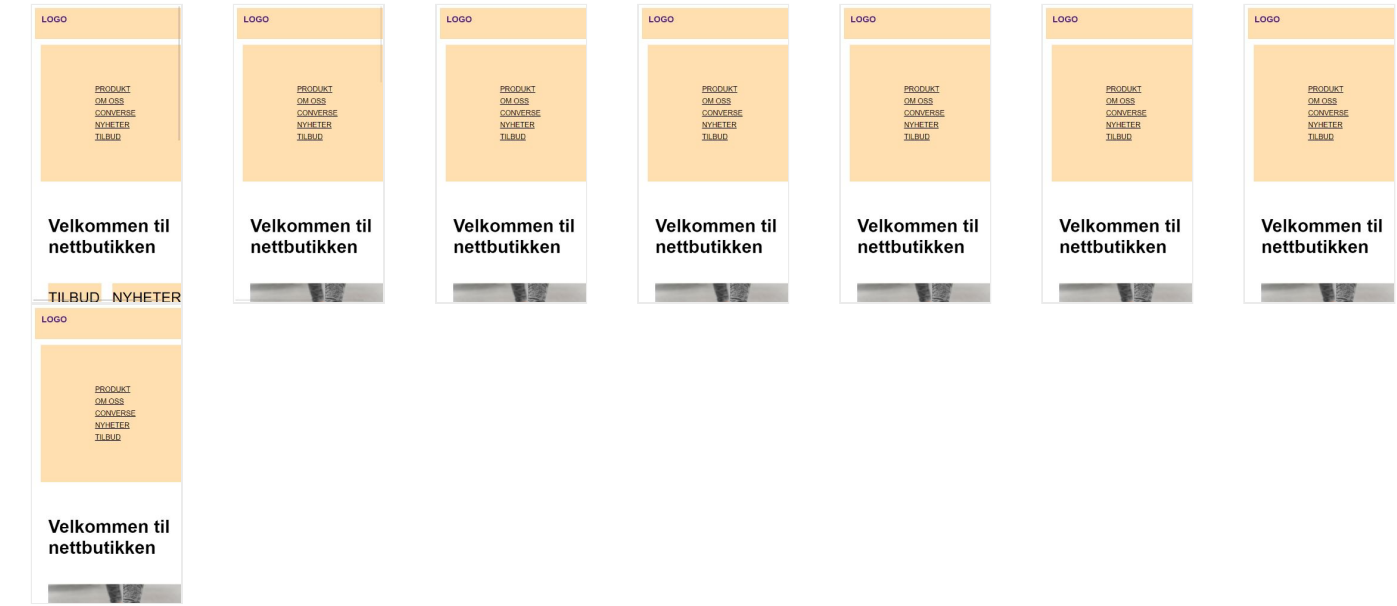 LOGO
PRODUKT
OM OSS
CONVERSE
NYHETER
TILBUD
Velkommen til
nettbutikken
TILBUD NYHETER
LOGO
PRODUKT
OM OSS
CONVERSE
NYHETER
TILBUD
Velkommen til
nettbutikken
LOGO
PRODUKT
OM OSS
CONVERSE
NYHETER
TILBUD
Velkommen til
nettbutikken
LOGO
PRODUKT
OM OSS
CONVERSE
NYHETER
TILBUD
Velkommen til
nettbutikken
LOGO
PRODUKT
OM OSS
CONVERSE
NYHETER
TILBUD
Velkommen til
nettbutikken
LOGO
PRODUKT
OM OSS
CONVERSE
NYHETER
TILBUD
Velkommen til
nettbutikken
LOGO
PRODUKT
OM OSS
CONVERSE
NYHETER
TILBUD
Velkommen til
nettbutikken
LOGO
PRODUKT
OM OSS
CONVERSE
NYHETER
TILBUD
Velkommen til
nettbutikken